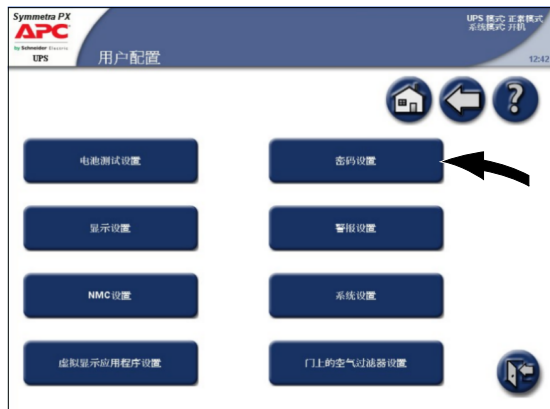 Symmetra PX
APC
by Schneider Electric
UPS
用户配置
UPS 模式 正常模式
系统模式 开机
12:42
电池测试设置
密码设置
显示设置
警报设置
NMC设置
系统设置
虚拟显示应用程序设置
门上的空气过滤器设置